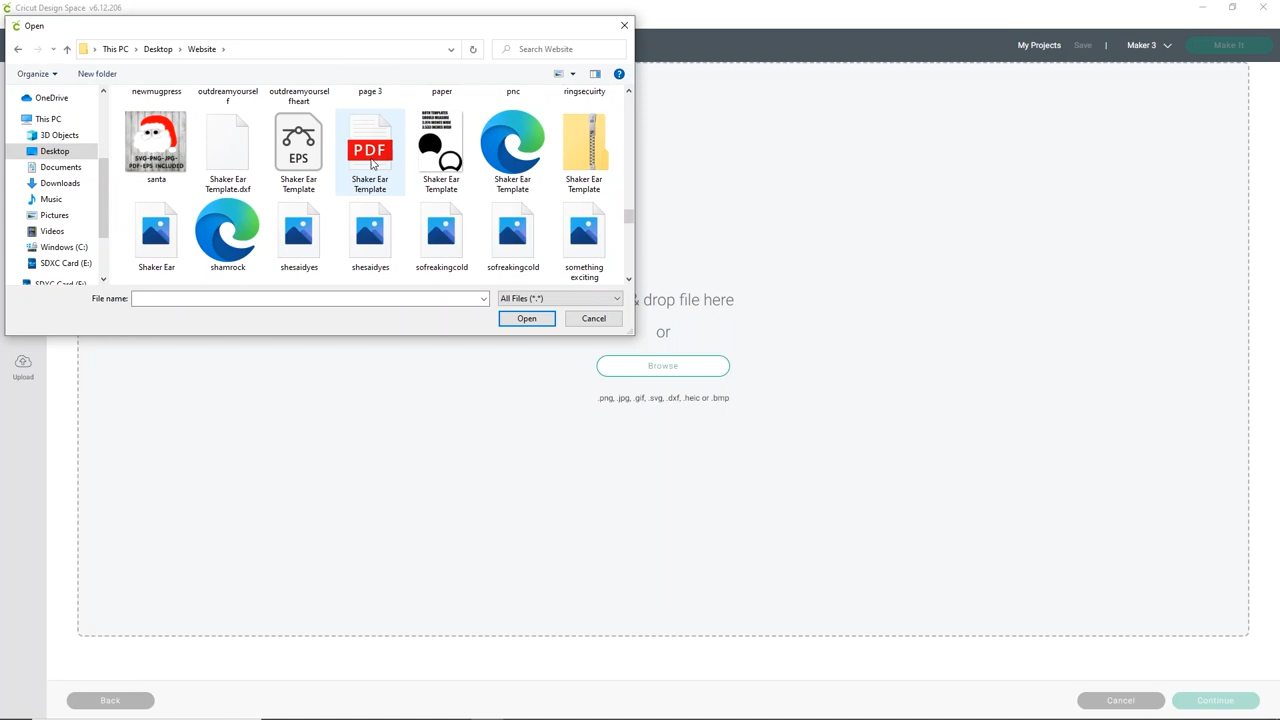 Cricut Design Space v6.12.206
Open
This PC
Desktop
Website
Search Website
My Projects
Save
|
Maker 3
Make It
Organize
New folder
OneDrive
This PC
3D Objects
Desktop
Documents
Downloads
Music
Pictures
Videos
Windows (C:)
SDXC Card (E:)
newmugpress
outdreamyourself
outdreamyourselfheart
page 3
paper
pnc
ringsecuirty
SVG-PNG-JPG-
PDF-EPS INCLUDED
santa
Shaker Ear
Template.dxf
EPS
Shaker Ear
Template
PDF
Shaker Ear
Template
Shaker Ear
Template
Shaker Ear
Template
Shaker Ear
Template
Shaker Ear
shamrock
shesaidyes
shesaidyes
sofreakingcold
sofreakingcold
something
exciting
File name:
All Files (*.*)
Open
Cancel
& drop file here
or
Browse
.png, .jpg, .gif, .svg, .dxf, .heic or .bmp
Upload
Back
Cancel
Continue